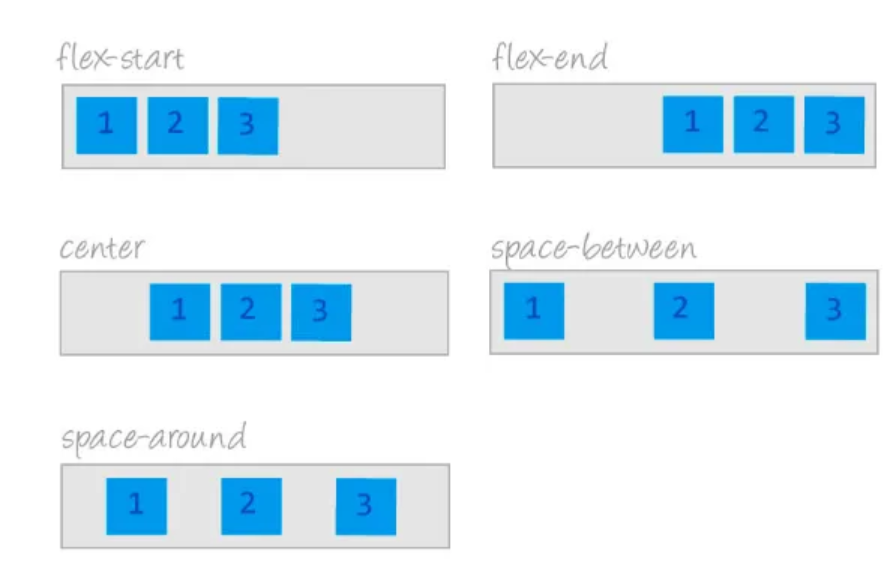 flex-start
1 2 3
flex-end
1 2 3
center
1 2 3
space-between
1 2 3
space-around
1 2 3